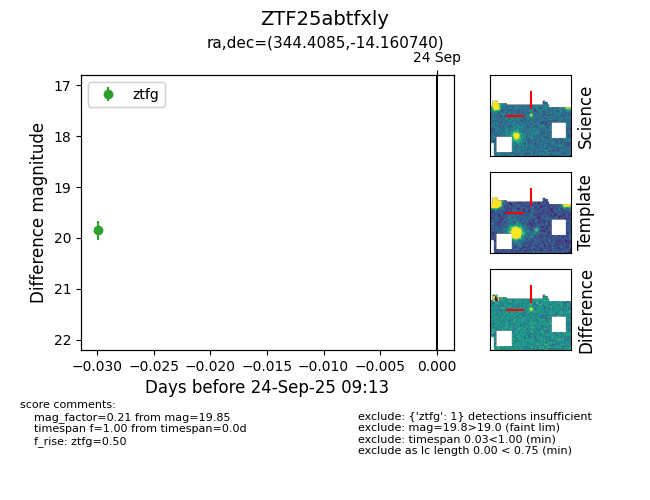 ZTF25abtfxly
ra,dec=(344.4085,-14.160740)
24 Sep
ztfg
17
18
19
20
21
22
Difference magnitude
−0.030
−0.025
−0.020
−0.015
−0.010
−0.005
0.000
Days before 24-Sep-25 09:13
Science
Template
Difference
score comments:
mag_factor=0.21 from mag=19.85
timespan f=1.00 from timespan=0.0d
f_rise: ztfg=0.50
exclude: {'ztfg': 1} detections insufficient
exclude: mag=19.8>19.0 (faint lim)
exclude: timespan 0.03<1.00 (min)
exclude as lc length 0.00 < 0.75 (min)